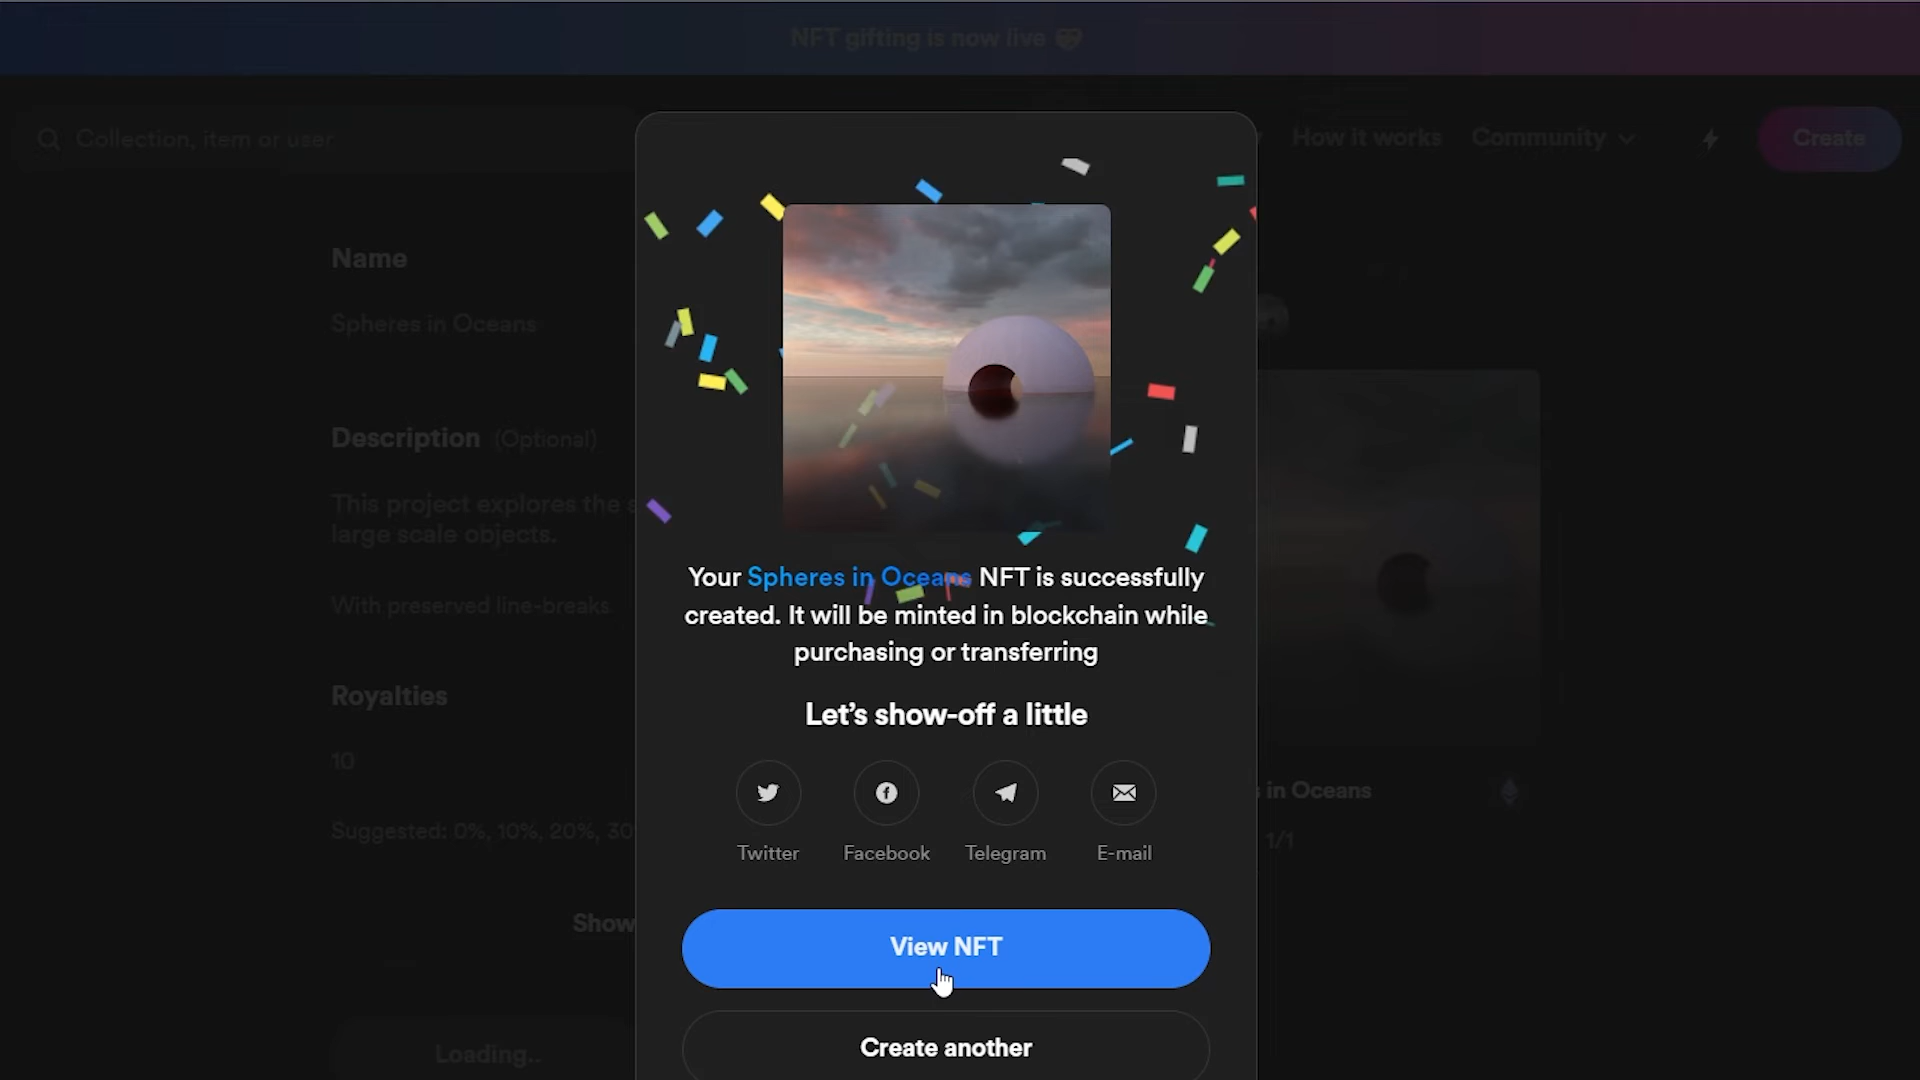 NFT gifting is now live
Collection, item or user
How it works
Community
Create
Name
Spheres in Oceans
Description (Optional)
This project explores the
large scale objects.
With preserved line-breaks
Royalties
10
Suggested: 0%, 10%, 20%, 30
Show
Loading..
in Oceans
1/1
Your Spheres in Oceans NFT is successfully
created. It will be minted in blockchain while
purchasing or transferring
Let's show-off a little
Twitter
Facebook
Telegram
E-mail
View NFT
Create another